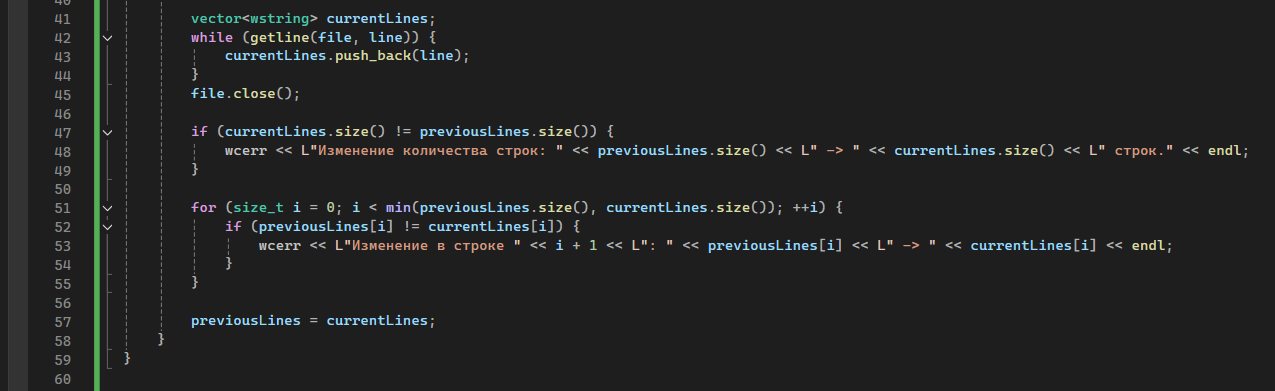 40
41 vector<wstring> currentLines;
42 while (getline(file, line)) {
43 currentLines.push_back(line);
44 }
45 file.close();
46
47 if (currentLines.size() != previousLines.size()) {
48 wcerr << L"Изменение количества строк: " << previousLines.size() << L" -> " << currentLines.size() << L" строк." << endl;
49 }
50
51 for (size_t i = 0; i < min(previousLines.size(), currentLines.size()); ++i) {
52 if (previousLines[i] != currentLines[i]) {
53 wcerr << L"Изменение в строке " << i + 1 << L": " << previousLines[i] << L" -> " << currentLines[i] << endl;
54 }
55 }
56
57 previousLines = currentLines;
58 }
59 }
60